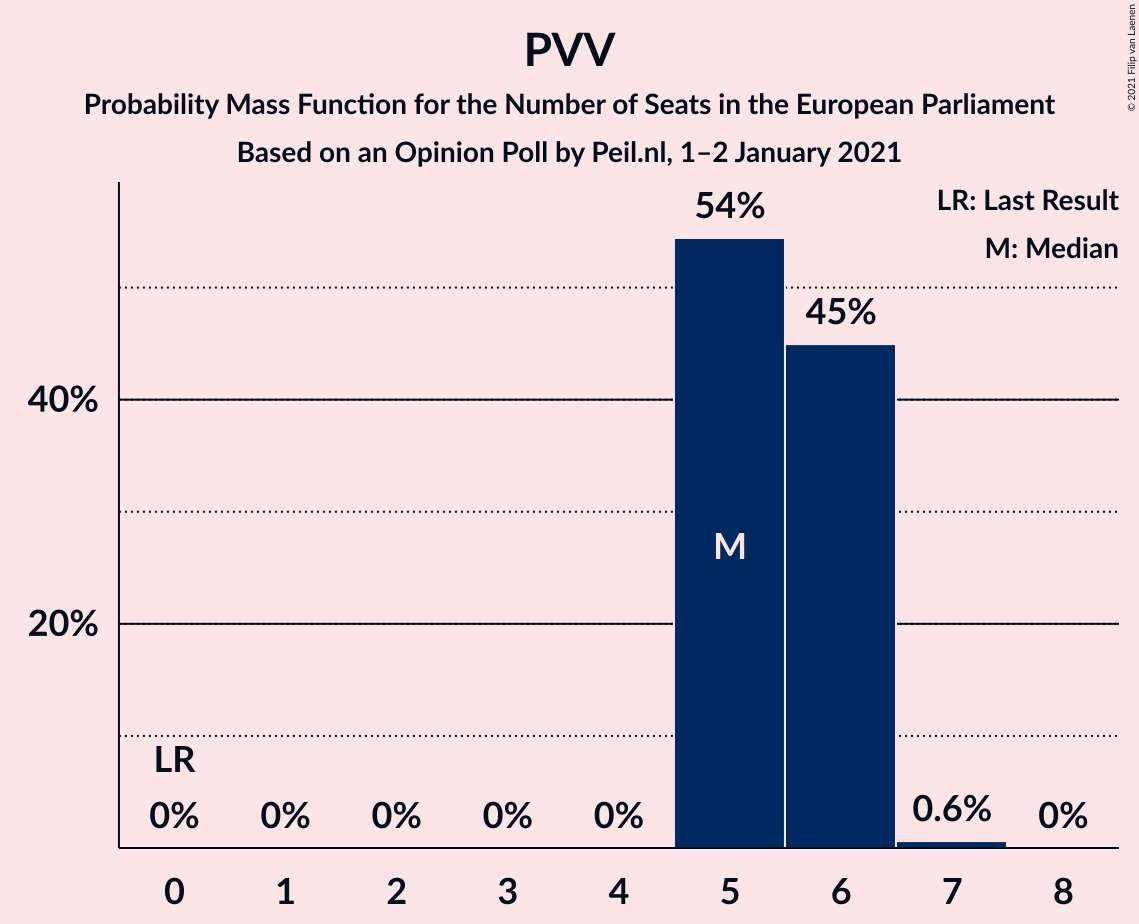 PVV
Probability Mass Function for the Number of Seats in the European Parliament
Based on an Opinion Poll by Peil.nl, 1–2 January 2021
© 2021 Filip van Laenen
LR: Last Result
M: Median
54%
45%
40%
M
20%
LR
0% 0% 0% 0% 0% 0.6% 0%
0 1 2 3 4 5 6 7 8